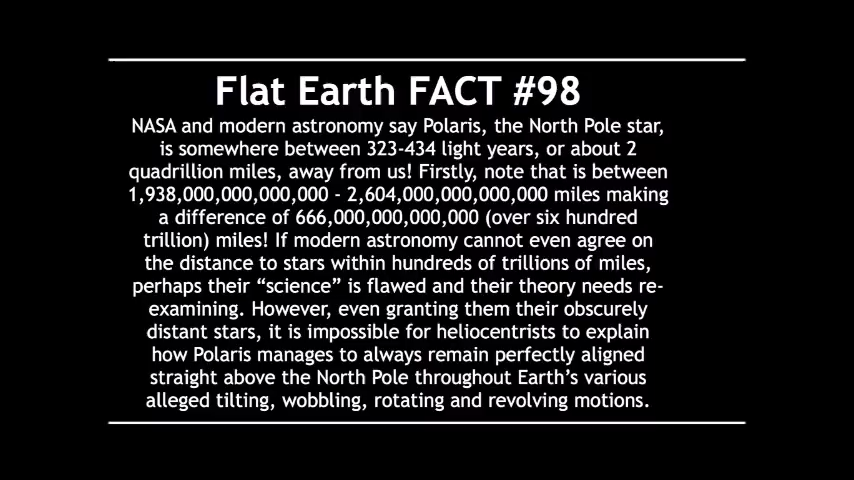 Flat Earth FACT #98
NASA and modern astronomy say Polaris, the North Pole star,
is somewhere between 323-434 light years, or about 2
quadrillion miles, away from us! Firstly, note that is between
1,938,000,000,000,000 - 2,604,000,000,000,000 miles making
a difference of 666,000,000,000,000 (over six hundred
trillion) miles! If modern astronomy cannot even agree on
the distance to stars within hundreds of trillions of miles,
perhaps their “science” is flawed and their theory needs re-
examining. However, even granting them their obscurely
distant stars, it is impossible for heliocentrists to explain
how Polaris manages to always remain perfectly aligned
straight above the North Pole throughout Earth’s various
alleged tilting, wobbling, rotating and revolving motions.